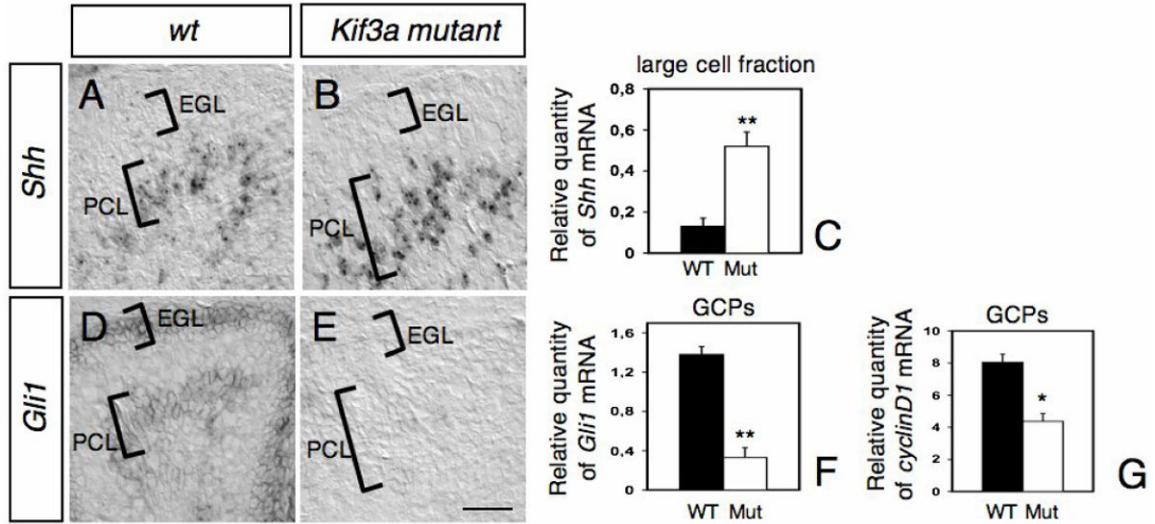 wt
Kif3a mutant
Shh
A
EGL
PCL
B
EGL
PCL
large cell fraction
Relative quantity
of Shh mRNA
0,8
0,6
0,4
0,2
0
**
WT Mut
C
Gli1
D
EGL
PCL
E
EGL
PCL
GCPs
Relative quantity
of Gli1 mRNA
1,6
1,2
0,8
0,4
0
**
WT Mut
F
GCPs
Relative quantity
of cyclinD1 mRNA
10
8
6
4
2
0
*
WT Mut
G